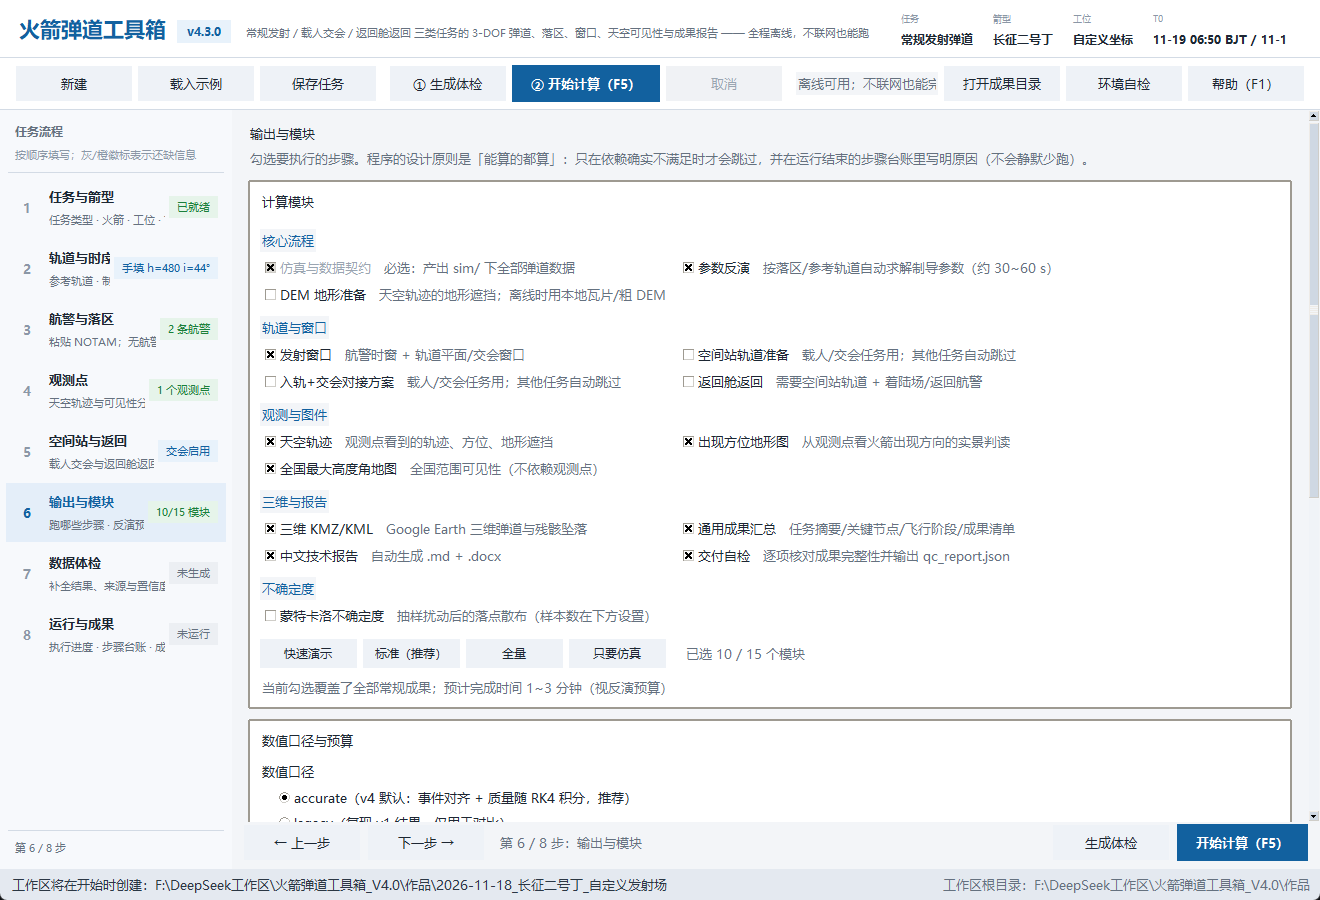 火箭弹道工具箱
v4.3.0
常规发射 / 载人交会 / 返回舱返回 三类任务的 3-DOF 弹道、落区、窗口、天空可见性与成果报告 —— 全程离线，不联网也能跑
任务
常规发射弹道
箭型
长征二号丁
工位
自定义坐标
T0
11-19 06:50 BJT / 11-1
新建
载入示例
保存任务
① 生成体检
② 开始计算（F5）
取消
离线可用；不联网也能完
打开成果目录
环境自检
帮助（F1）
任务流程
按顺序填写；灰/橙徽标表示还缺信息
1
任务与箭型
任务类型 · 火箭 · 工位 ·
已就绪
2
轨道与时序
参考轨道 · 制
手填 h=480 i=44°
3
航警与落区
粘贴 NOTAM；无航警
2 条航警
4
观测点
天空轨迹与可见性分
1 个观测点
5
空间站与返回
载人交会与返回舱返回
交会启用
6
输出与模块
跑哪些步骤 · 反演预
10/15 模块
7
数据体检
补全结果、来源与置信度
未生成
8
运行与成果
执行进度 · 步骤台账 · 成
未运行
第 6 / 8 步
输出与模块
勾选要执行的步骤。程序的设计原则是「能算的都算」：只在依赖确实不满足时才会跳过，并在运行结束的步骤台账里写明原因（不会静默少跑）。
计算模块
核心流程
仿真与数据契约 必选：产出 sim/ 下全部弹道数据
参数反演 按落区/参考轨道自动求解制导参数（约 30~60 s）
DEM 地形准备 天空轨迹的地形遮挡；离线时用本地瓦片/粗 DEM
轨道与窗口
发射窗口 航警时窗 + 轨道平面/交会窗口
空间站轨道准备 载人/交会任务用；其他任务自动跳过
入轨+交会对接方案 载人/交会任务用；其他任务自动跳过
返回舱返回 需要空间站轨道 + 着陆场/返回航警
观测与图件
天空轨迹 观测点看到的轨迹、方位、地形遮挡
出现方位地形图 从观测点看火箭出现方向的实景判读
全国最大高度角地图 全国范围可见性（不依赖观测点）
三维与报告
三维 KMZ/KML Google Earth 三维弹道与残骸坠落
通用成果汇总 任务摘要/关键节点/飞行阶段/成果清单
中文技术报告 自动生成 .md + .docx
交付自检 逐项核对成果完整性并输出 qc_report.json
不确定度
蒙特卡洛不确定度 抽样扰动后的落点散布（样本数在下方设置）
快速演示
标准（推荐）
全量
只要仿真
已选 10 / 15 个模块
当前勾选覆盖了全部常规成果；预计完成时间 1~3 分钟（视反演预算）
数值口径与预算
数值口径
accurate（v4 默认：事件对齐 + 质量随 RK4 积分，推荐）
← 上一步
下一步 →
第 6 / 8 步：输出与模块
生成体检
开始计算（F5）
工作区将在开始时创建：F:\DeepSeek工作区\火箭弹道工具箱_V4.0\作品\2026-11-18_长征二号丁_自定义发射场
工作区根目录：F:\DeepSeek工作区\火箭弹道工具箱_V4.0\作品